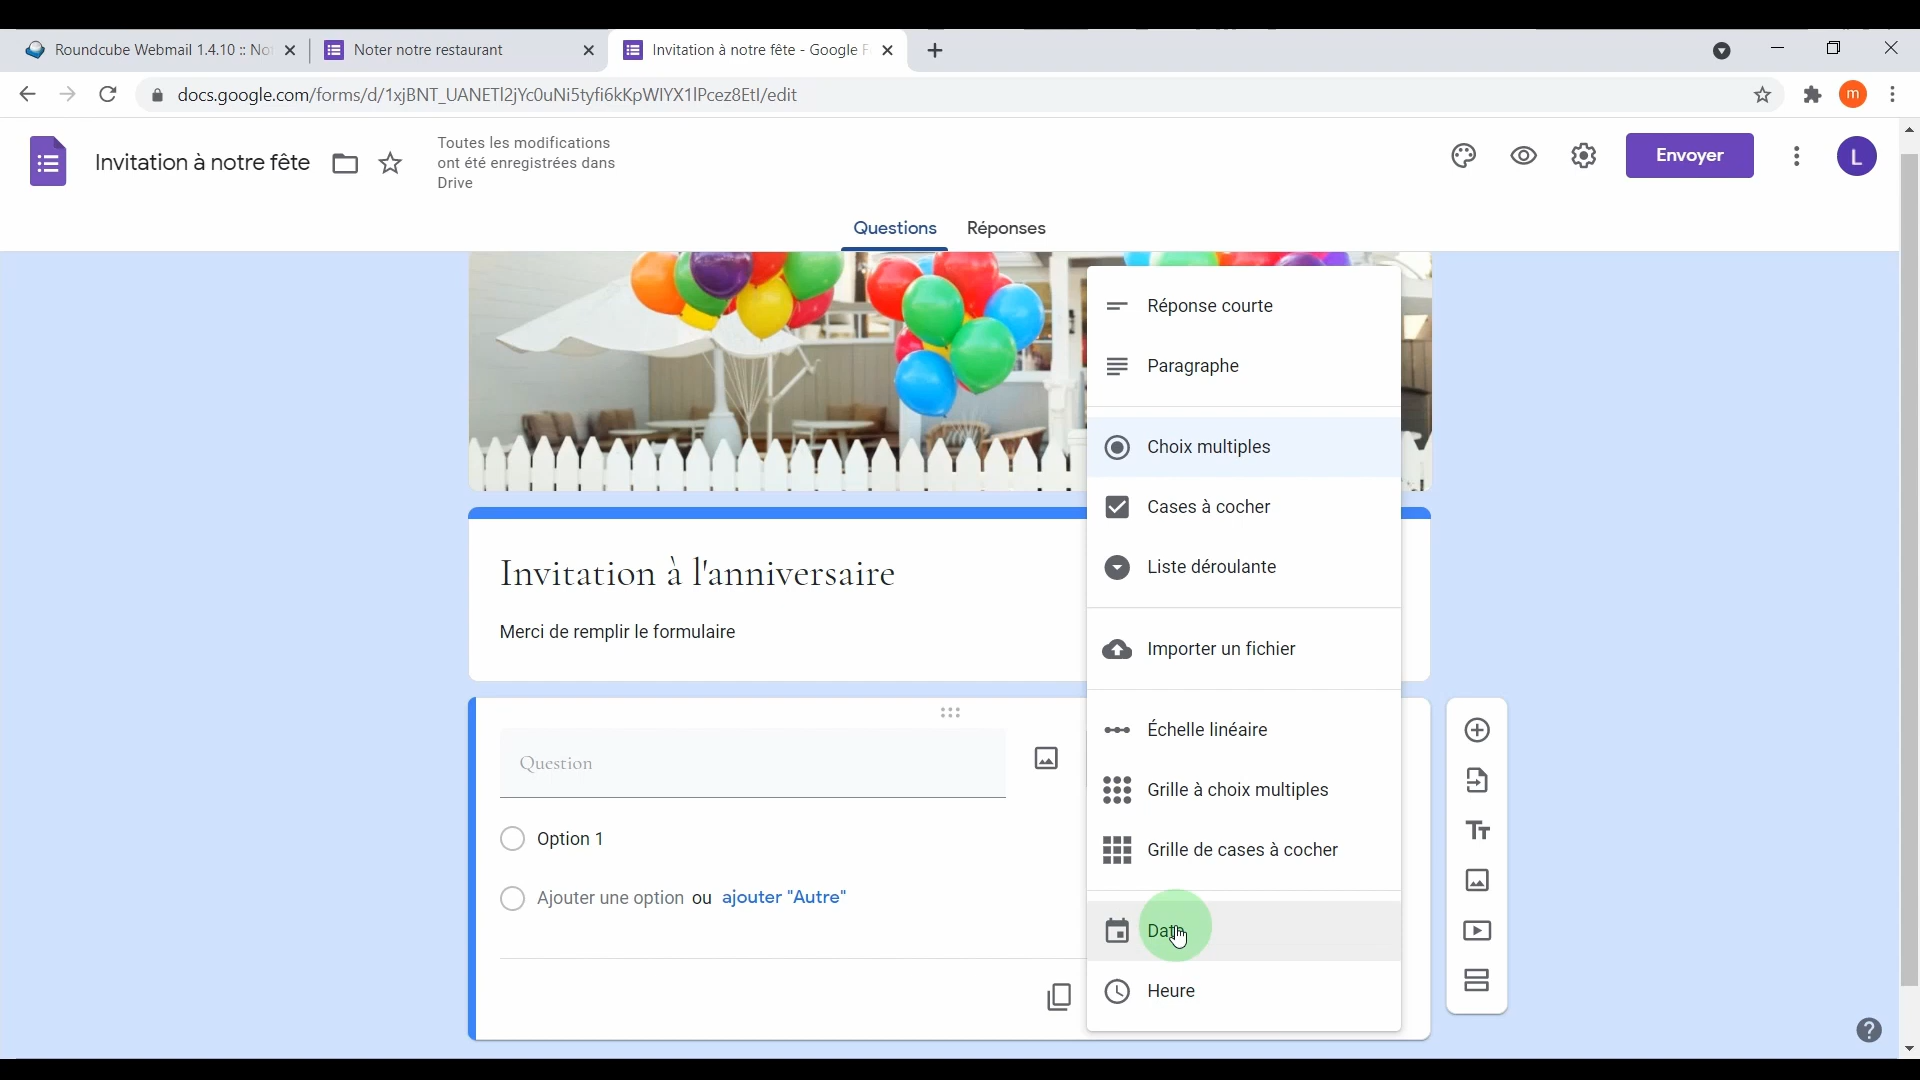 Roundcube Webmail 1.4.10 :: No
Noter notre restaurant
Invitation à notre fête - Google F
docs.google.com/forms/d/1xjBNT_UANETl2jYc0uNi5tyfi6kKpWIYX1lPcez8Etl/edit
m
Invitation à notre fête
Toutes les modifications
ont été enregistrées dans
Drive
Envoyer
L
Questions
Réponses
Réponse courte
Paragraphe
Choix multiples
Cases à cocher
Liste déroulante
Importer un fichier
Échelle linéaire
Grille à choix multiples
Grille de cases à cocher
Date
Heure
Invitation à l'anniversaire
Merci de remplir le formulaire
Question
Option 1
Ajouter une option ou ajouter "Autre"
Tт